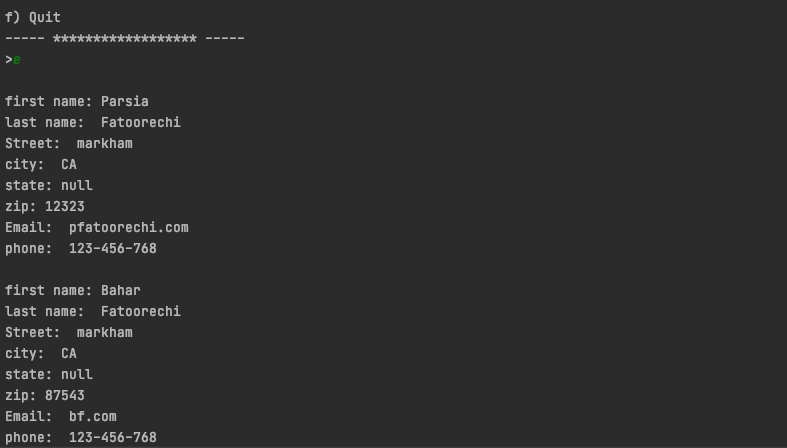 f) Quit
----- ****************** -----
>e
first name: Parsia
last name:  Fatoorechi
Street:  markham
city:  CA
state: null
zip: 12323
Email:  pfatoorechi.com
phone:  123-456-768
first name: Bahar
last name:  Fatoorechi
Street:  markham
city:  CA
state: null
zip: 87543
Email:  bf.com
phone:  123-456-768